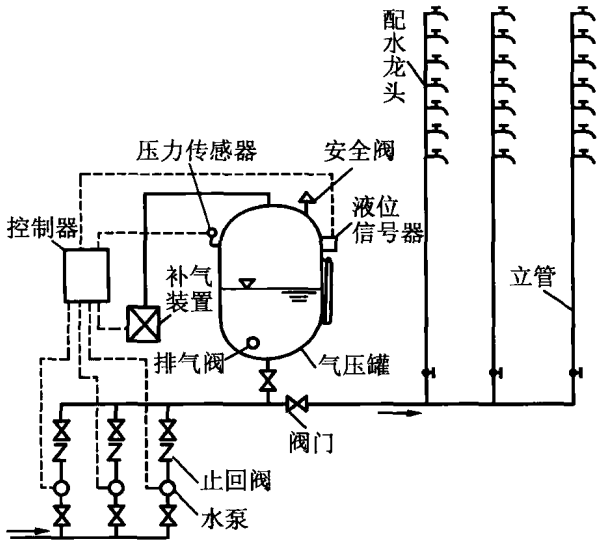 配
水
龙
头
压力传感器
安全阀
液位
信号器
控制器
补气
装置
立管
排气阀
气压罐
阀门
止回阀
水泵